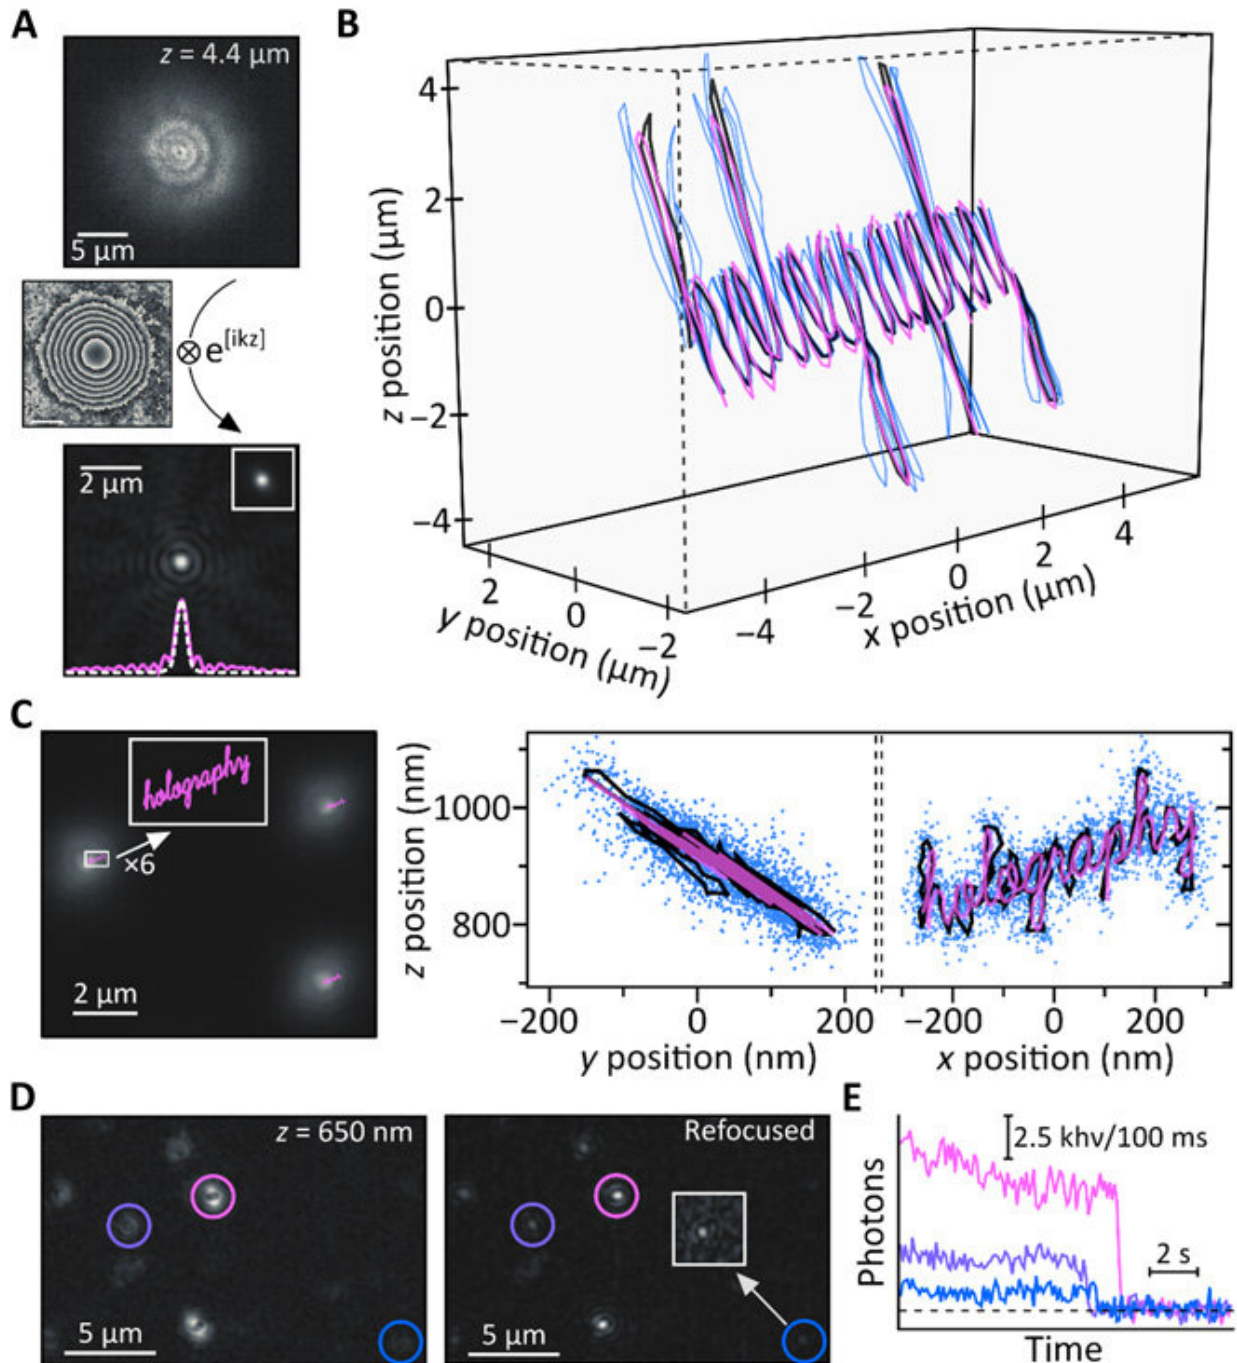 A
z = 4.4 μm
5 μm
⊗ e[ikz]
2 μm
B
z position (μm)
4
2
0
−2
−4
2
0
−2
y position (μm)
−4
−2
0
2
4
x position (μm)
C
holography
×6
2 μm
z position (nm)
1000
800
−200
0
200
y position (nm)
−200
0
200
x position (nm)
holography
D
z = 650 nm
5 μm
Refocused
5 μm
E
Photons
2.5 khν/100 ms
2 s
Time